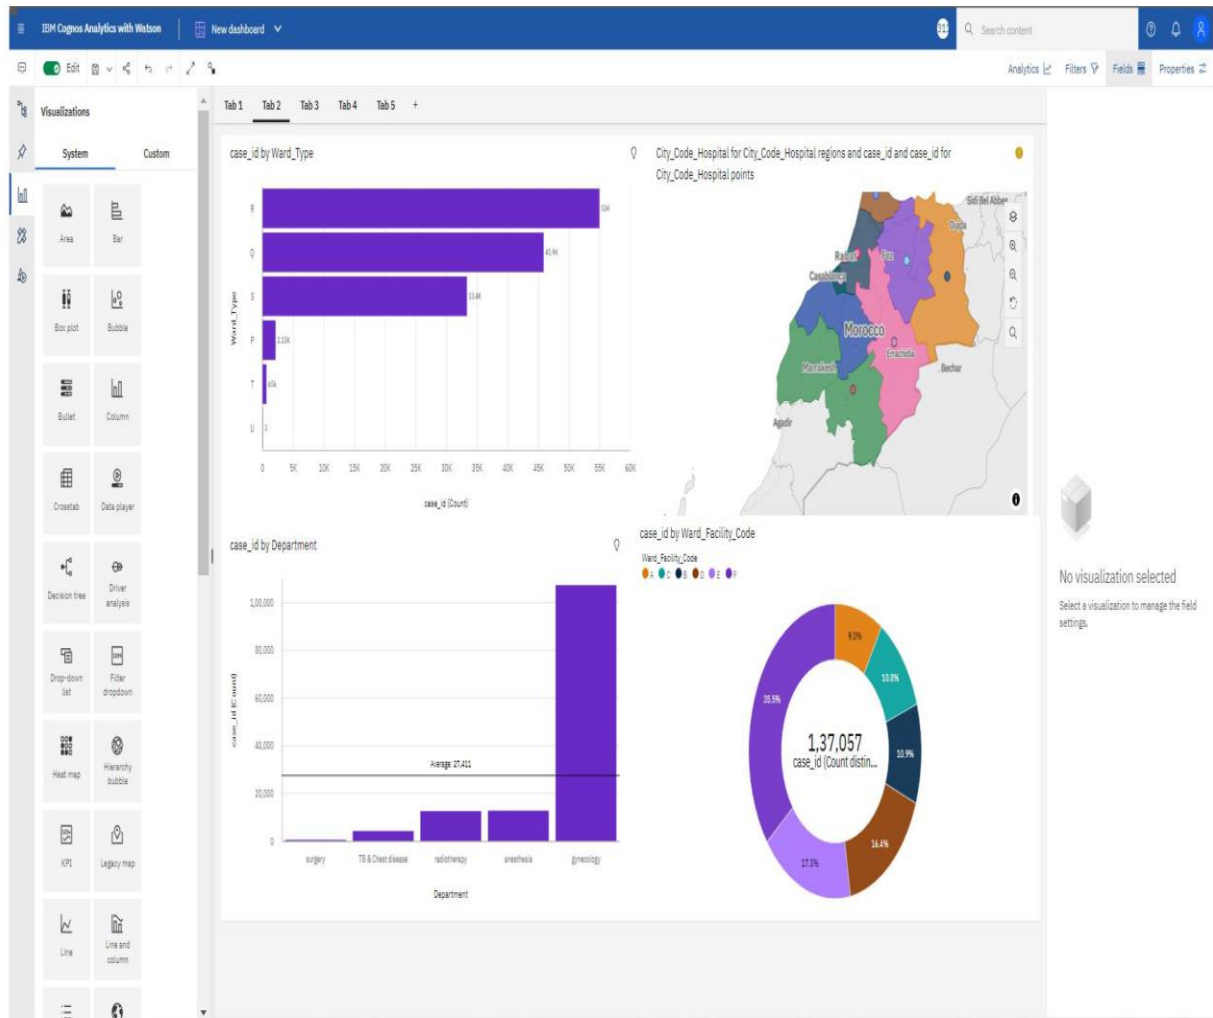 IBM Cognos Analytics with Watson
New dashboard
Search content
Edit
Analytics
Filters
Fields
Properties
Visualizations
System
Custom
Area
Bar
Box plot
Bubble
Bullet
Column
Crosstab
Data player
Decision tree
Driver analysis
Drop-down list
Filter dropdown
Heat map
Hierarchy bubble
KPI
Legacy map
Line
Line and column
Tab 1
Tab 2
Tab 3
Tab 4
Tab 5
+
case_id by Ward_Type
Ward_Type
R
Q
45.9K
S
33.4K
P
T
U
0
5K
10K
15K
20K
25K
30K
35K
40K
45K
50K
55K
60K
case_id (Count)
City_Code_Hospital for City_Code_Hospital regions and case_id and case_id for
City_Code_Hospital points
Sidi Bel Abbes
Oujda
Rabat
Fez
Casablanca
Morocco
Errachidia
Marrakesh
Bechar
Agadir
case_id by Department
case_id (Count)
1,00,000
80,000
60,000
40,000
20,000
0
Average: 27,411
surgery
TB & Chest disease
radiotherapy
anesthesia
gynecology
Department
case_id by Ward_Facility_Code
Ward_Facility_Code
A C B D E F
9.0%
10.8%
10.9%
16.4%
17.3%
35.5%
1,37,057
case_id (Count distin...
No visualization selected
Select a visualization to manage the field
settings.